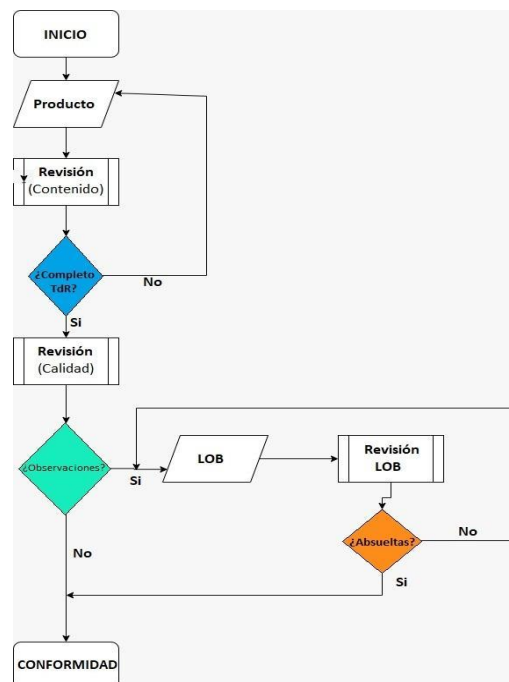 INICIO
Producto
Revisión
(Contenido)
¿Completo
TdR?
No
Si
Revisión
(Calidad)
¿Observaciones?
Si
LOB
Revisión
LOB
¿Absueltas?
No
Si
No
CONFORMIDAD